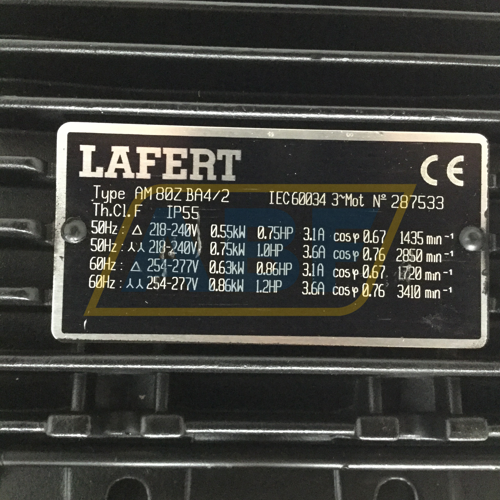 LAFERT CE
Type AM 80Z BA4/2 IEC60034 3~Mot Nº 287533
Th.Cl.F IP55
50Hz: △ 218-240V 0.55kW 0.75HP 3.1A cosφ 0.67 1435 min⁻¹
50Hz: ⅄⅄ 218-240V 0.75kW 1.0HP 3.6A cosφ 0.76 2850 min⁻¹
60Hz: △ 254-277V 0.63kW 0.86HP 3.1A cosφ 0.67 1720 min⁻¹
60Hz: ⅄⅄ 254-277V 0.86kW 1.2HP 3.6A cosφ 0.76 3410 min⁻¹